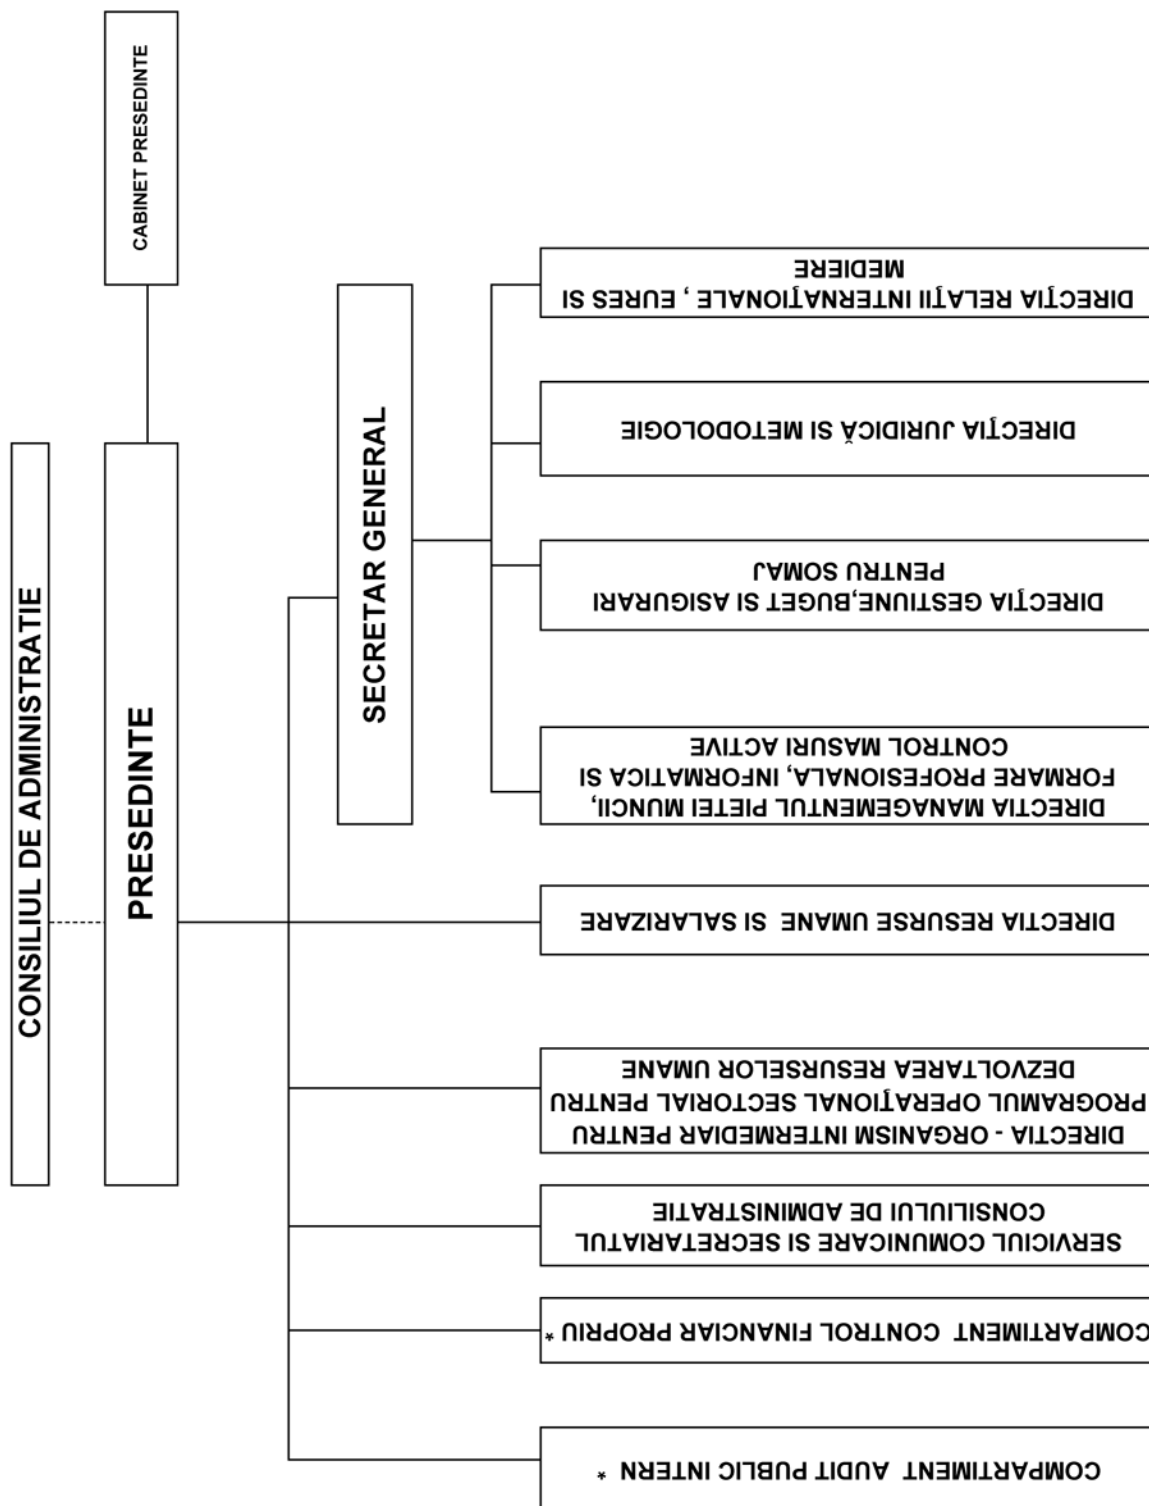 CONSILIUL DE ADMINISTRATIE
PRESEDINTE
CABINET PRESEDINTE
SECRETAR GENERAL
COMPARTIMENT AUDIT PUBLIC INTERN *
COMPARTIMENT CONTROL FINANCIAR PROPRIU *
SERVICIUL COMUNICARE SI SECRETARIATUL
CONSILIULUI DE ADMINISTRATIE
DIRECTIA - ORGANISM INTERMEDIAR PENTRU
PROGRAMUL OPERAŢIONAL SECTORIAL PENTRU
DEZVOLTAREA RESURSELOR UMANE
DIRECTIA RESURSE UMANE SI SALARIZARE
DIRECTIA MANAGEMENTUL PIETEI MUNCII,
FORMARE PROFESIONALA, INFORMATICA SI
CONTROL MASURI ACTIVE
DIRECŢIA GESTIUNE,BUGET SI ASIGURARI
PENTRU SOMAJ
DIRECŢIA JURIDICĂ SI METODOLOGIE
DIRECŢIA RELAŢII INTERNAŢIONALE , EURES SI
MEDIERE